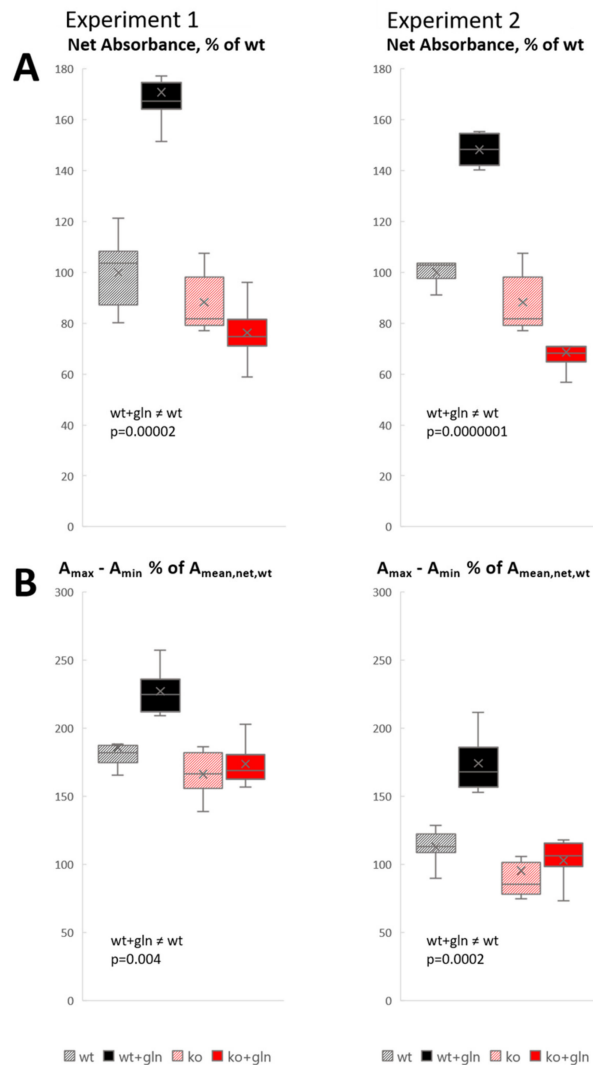 Experiment 1
Net Absorbance, % of wt
A
180
160
140
120
100
80
60
40
20
0
wt+gln ≠ wt
p=0.00002
Experiment 2
Net Absorbance, % of wt
180
160
140
120
100
80
60
40
20
0
wt+gln ≠ wt
p=0.0000001
B
Amax - Amin % of Amean,net,wt
300
250
200
150
100
50
0
wt+gln ≠ wt
p=0.004
wt wt+gln ko ko+gln
Amax - Amin % of Amean,net,wt
300
250
200
150
100
50
0
wt+gln ≠ wt
p=0.0002
wt wt+gln ko ko+gln